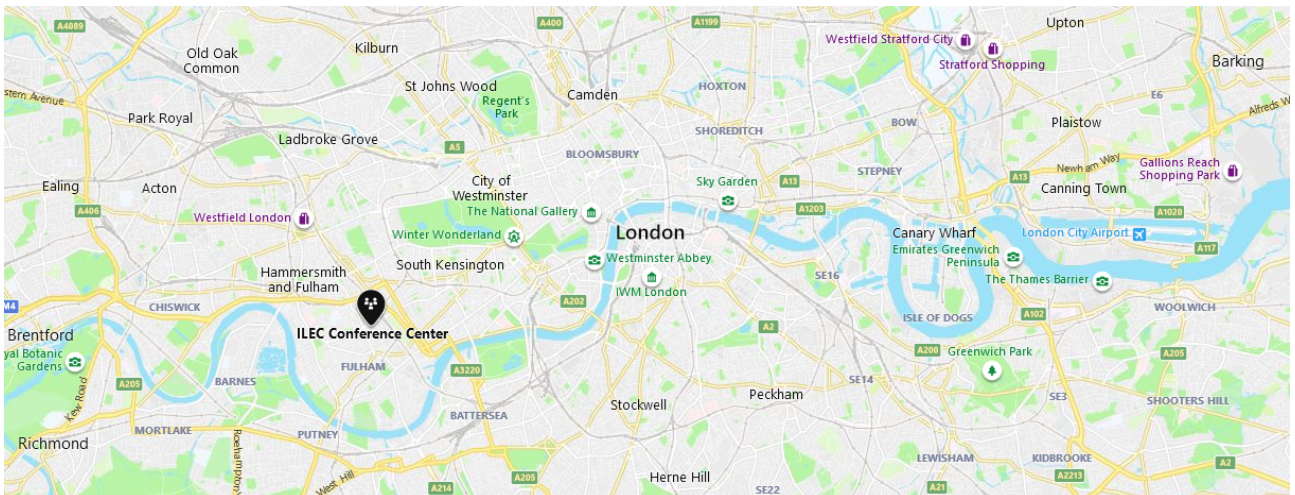 A4089
A400
A1199
Upton
Westfield Stratford City
Stratford Shopping
Old Oak
Common
Kilburn
Barking
St Johns Wood
Regent's
Park
Camden
HOXTON
E6
stern Avenue
Alfreds W
Park Royal
Ladbroke Grove
A5
SHOREDITCH
BOW
Plaistow
BLOOMSBURY
STEPNEY
Newham Way
Gallions Reach
Shopping Park
Ealing
Acton
City of
Westminster
Sky Garden
A13
A13
Canning Town
A406
Westfield London
The National Gallery
A1203
A1020
Winter Wonderland
London
Canary Wharf
London City Airport
A117
Emirates Greenwich
Peninsula
Westminster Abbey
South Kensington
Hammersmith
and Fulham
IWM London
SE16
The Thames Barrier
M4
CHISWICK
A202
ISLE OF DOGS
A102
WOOLWICH
ILEC Conference Center
A2
Brentford
yal Botanic
Gardens
FULHAM
A200
Greenwich Park
A205
A205
BARNES
A3220
SE14
Kew Road
Peckham
SE3
SHOOTERS HILL
Stockwell
BATTERSEA
Richmond
MORTLAKE
PUTNEY
Roehampton
LEWISHAM
KIDBROOKE
A2
West Hill
A205
Herne Hill
A214
SE22
A21
A2213